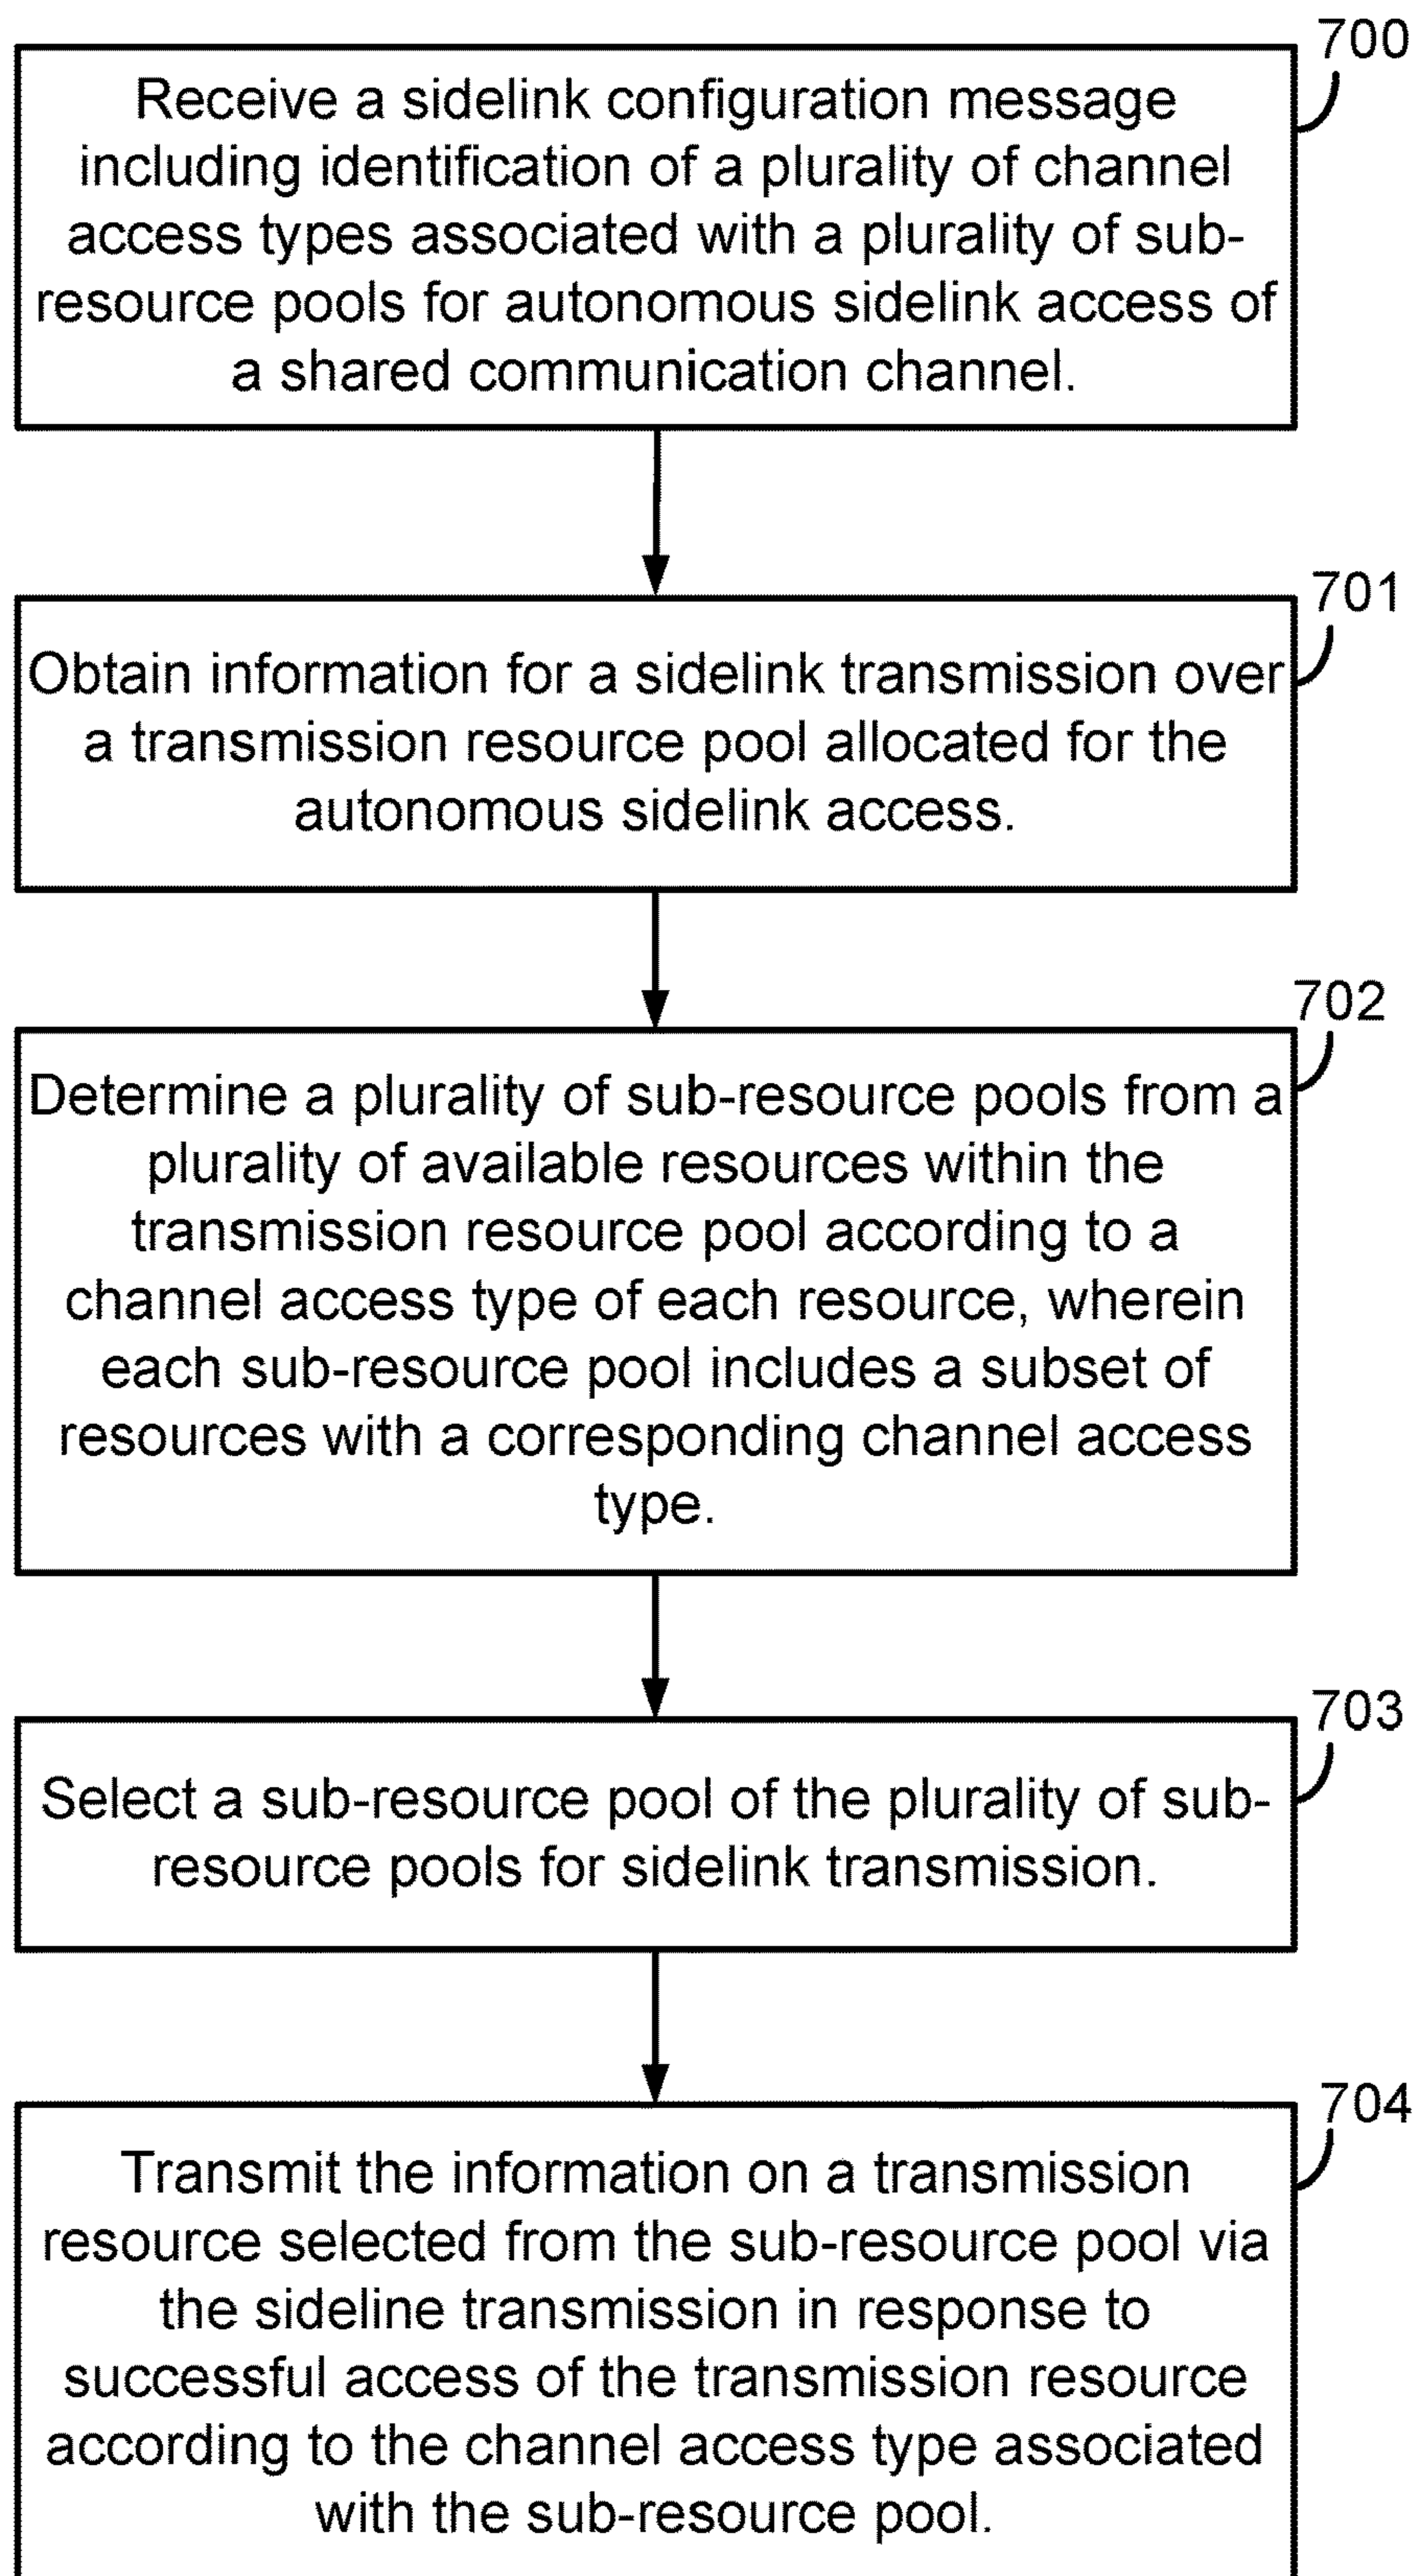 700
Receive a sidelink configuration message
including identification of a plurality of channel
access types associated with a plurality of sub-
resource pools for autonomous sidelink access of
a shared communication channel.
701
Obtain information for a sidelink transmission over
a transmission resource pool allocated for the
autonomous sidelink access.
702
Determine a plurality of sub-resource pools from a
plurality of available resources within the
transmission resource pool according to a
channel access type of each resource, wherein
each sub-resource pool includes a subset of
resources with a corresponding channel access
type.
703
Select a sub-resource pool of the plurality of sub-
resource pools for sidelink transmission.
704
Transmit the information on a transmission
resource selected from the sub-resource pool via
the sideline transmission in response to
successful access of the transmission resource
according to the channel access type associated
with the sub-resource pool.